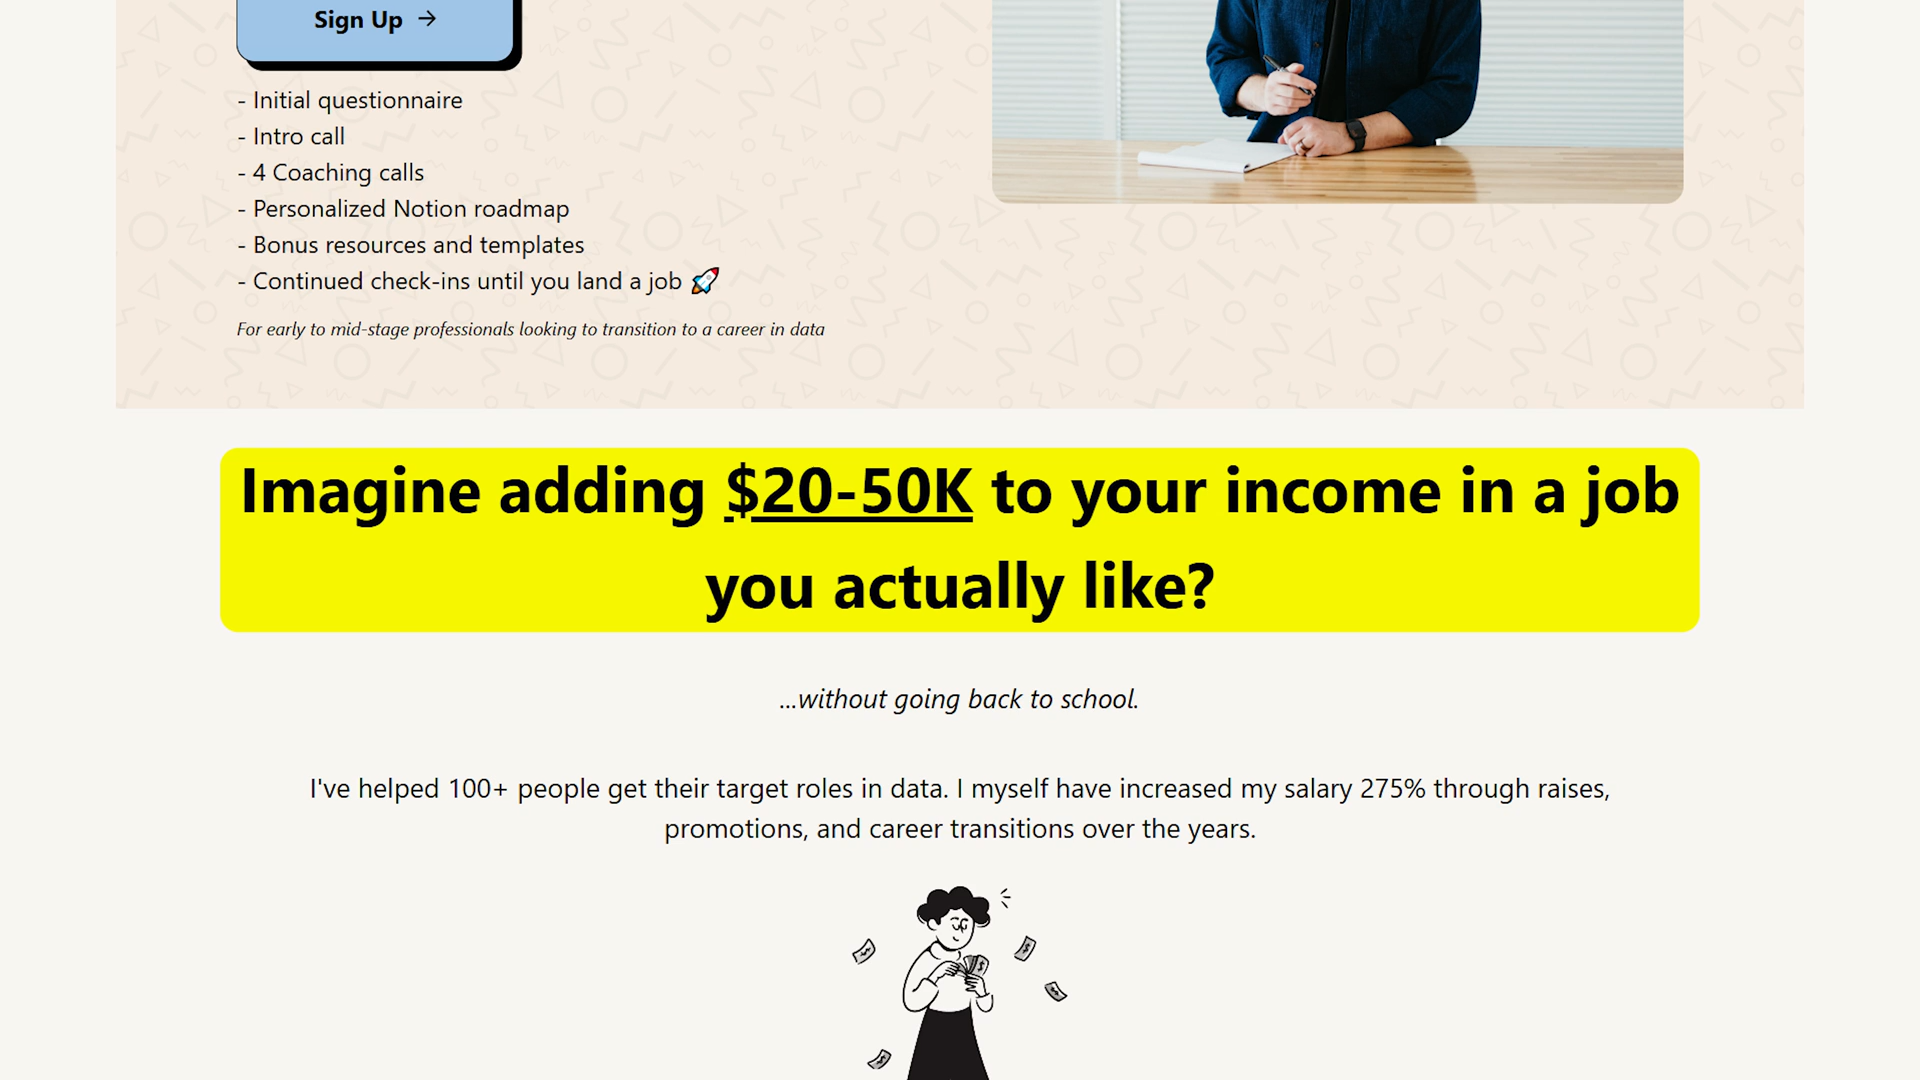 Sign Up →
- Initial questionnaire
- Intro call
- 4 Coaching calls
- Personalized Notion roadmap
- Bonus resources and templates
- Continued check-ins until you land a job 🚀
For early to mid-stage professionals looking to transition to a career in data
Imagine adding $20-50K to your income in a job
you actually like?
...without going back to school.
I've helped 100+ people get their target roles in data. I myself have increased my salary 275% through raises,
promotions, and career transitions over the years.